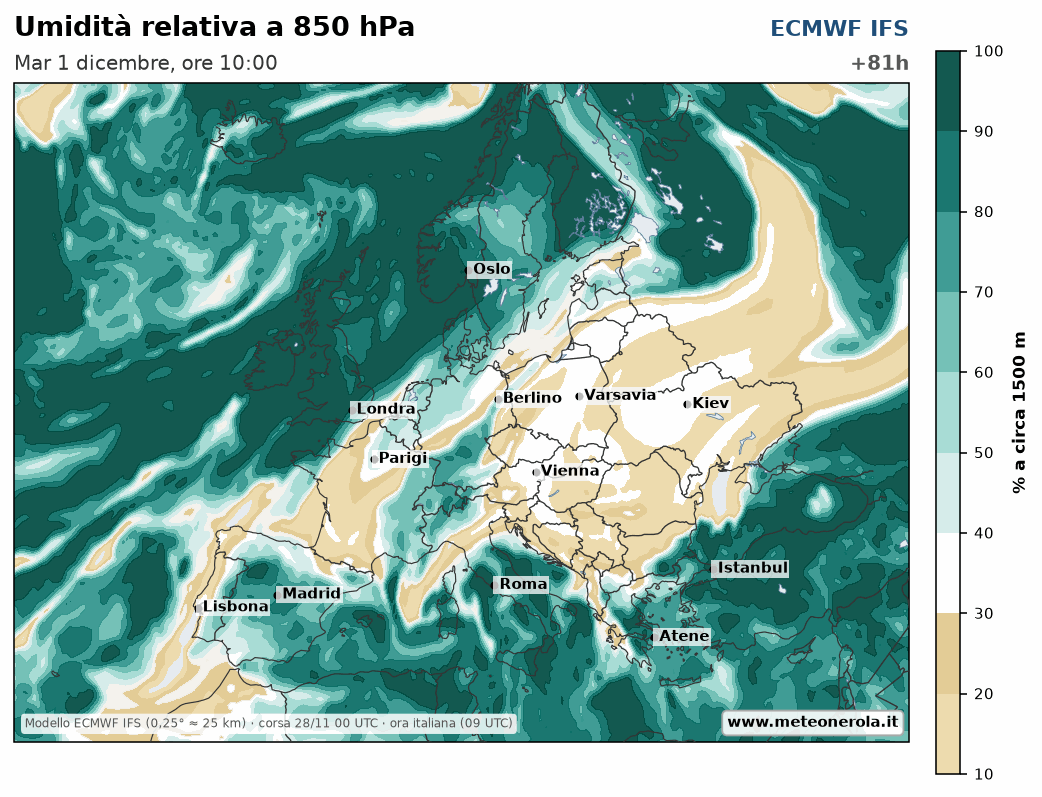 Umidità relativa a 850 hPa
ECMWF IFS
Mar 1 dicembre, ore 10:00
+81h
100
90
80
70
60
50
40
30
20
10
% a circa 1500 m
Oslo
Londra
Berlino
Varsavia
Kiev
Parigi
Vienna
Istanbul
Roma
Madrid
Lisbona
Atene
Modello ECMWF IFS (0,25° ≈ 25 km) · corsa 28/11 00 UTC · ora italiana (09 UTC)
www.meteonerola.it